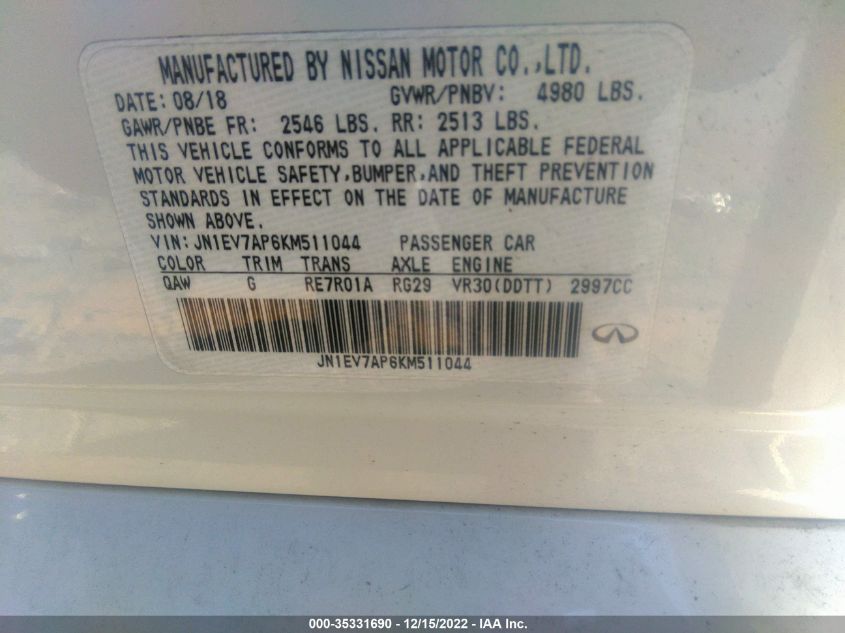 MANUFACTURED BY NISSAN MOTOR CO.,LTD.
DATE: 08/18 GVWR/PNBV: 4980 LBS.
GAWR/PNBE FR: 2546 LBS. RR: 2513 LBS.
THIS VEHICLE CONFORMS TO ALL APPLICABLE FEDERAL
MOTOR VEHICLE SAFETY,BUMPER,AND THEFT PREVENTION
STANDARDS IN EFFECT ON THE DATE OF MANUFACTURE
SHOWN ABOVE.
VIN: JN1EV7AP6KM511044 PASSENGER CAR
COLOR TRIM TRANS AXLE ENGINE
QAW G RE7R01A RG29 VR30(DDTT) 2997CC
JN1EV7AP6KM511044
000-35331690 - 12/15/2022 - IAA Inc.